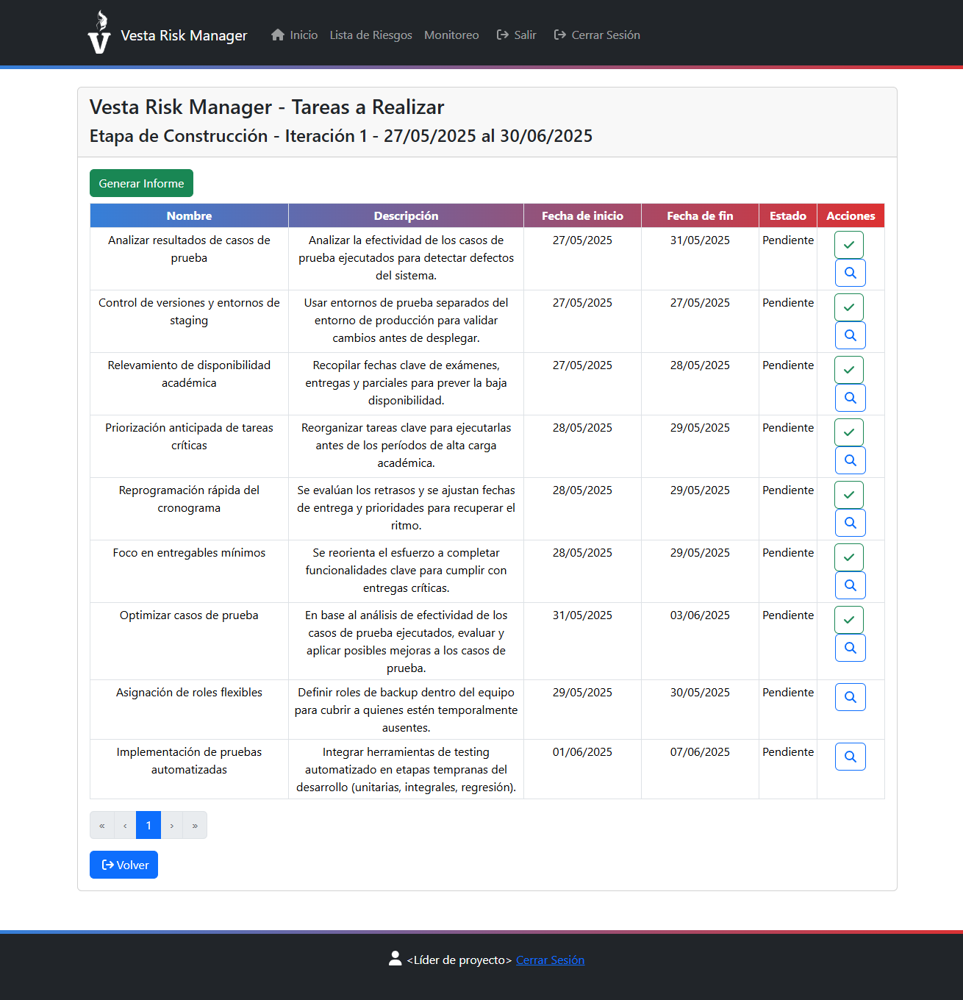 Vesta Risk Manager Inicio Lista de Riesgos Monitoreo Salir Cerrar Sesión
Vesta Risk Manager - Tareas a Realizar
Etapa de Construcción - Iteración 1 - 27/05/2025 al 30/06/2025
Generar Informe
Nombre Descripción Fecha de inicio Fecha de fin Estado Acciones
Analizar resultados de casos de Analizar la efectividad de los casos de 27/05/2025 31/05/2025 Pendiente
prueba prueba ejecutados para detectar defectos
del sistema.
Control de versiones y entornos de Usar entornos de prueba separados del 27/05/2025 27/05/2025 Pendiente
staging entorno de producción para validar
cambios antes de desplegar.
Relevamiento de disponibilidad Recopilar fechas clave de exámenes, 27/05/2025 28/05/2025 Pendiente
académica entregas y parciales para prever la baja
disponibilidad.
Priorización anticipada de tareas Reorganizar tareas clave para ejecutarlas 28/05/2025 29/05/2025 Pendiente
críticas antes de los períodos de alta carga
académica.
Reprogramación rápida del Se evalúan los retrasos y se ajustan fechas 28/05/2025 29/05/2025 Pendiente
cronograma de entrega y prioridades para recuperar el
ritmo.
Foco en entregables mínimos Se reorienta el esfuerzo a completar 28/05/2025 29/05/2025 Pendiente
funcionalidades clave para cumplir con
entregas críticas.
Optimizar casos de prueba En base al análisis de efectividad de los 31/05/2025 03/06/2025 Pendiente
casos de prueba ejecutados, evaluar y
aplicar posibles mejoras a los casos de
prueba.
Asignación de roles flexibles Definir roles de backup dentro del equipo 29/05/2025 30/05/2025 Pendiente
para cubrir a quienes estén temporalmente
ausentes.
Implementación de pruebas Integrar herramientas de testing 01/06/2025 07/06/2025 Pendiente
automatizadas automatizado en etapas tempranas del
desarrollo (unitarias, integrales, regresión).
« ‹ 1 › »
Volver
<Líder de proyecto> Cerrar Sesión